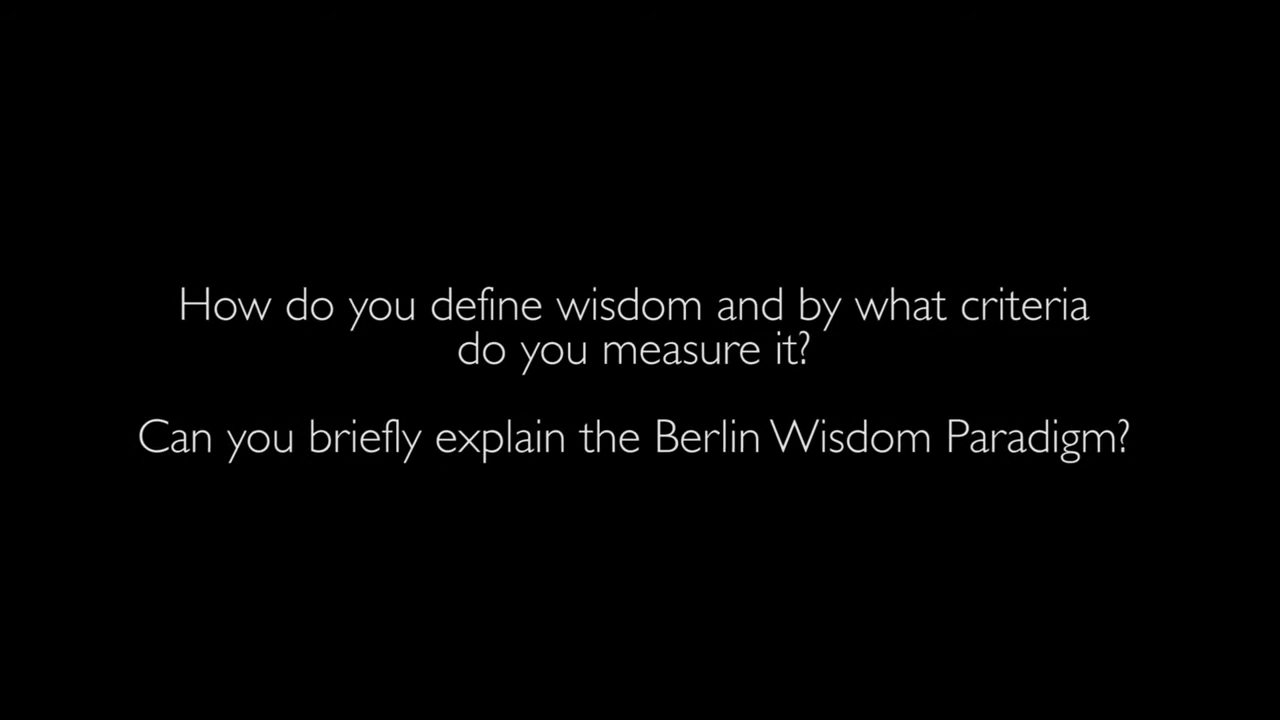 How do you define wisdom and by what criteria
do you measure it?
Can you briefly explain the Berlin Wisdom Paradigm?